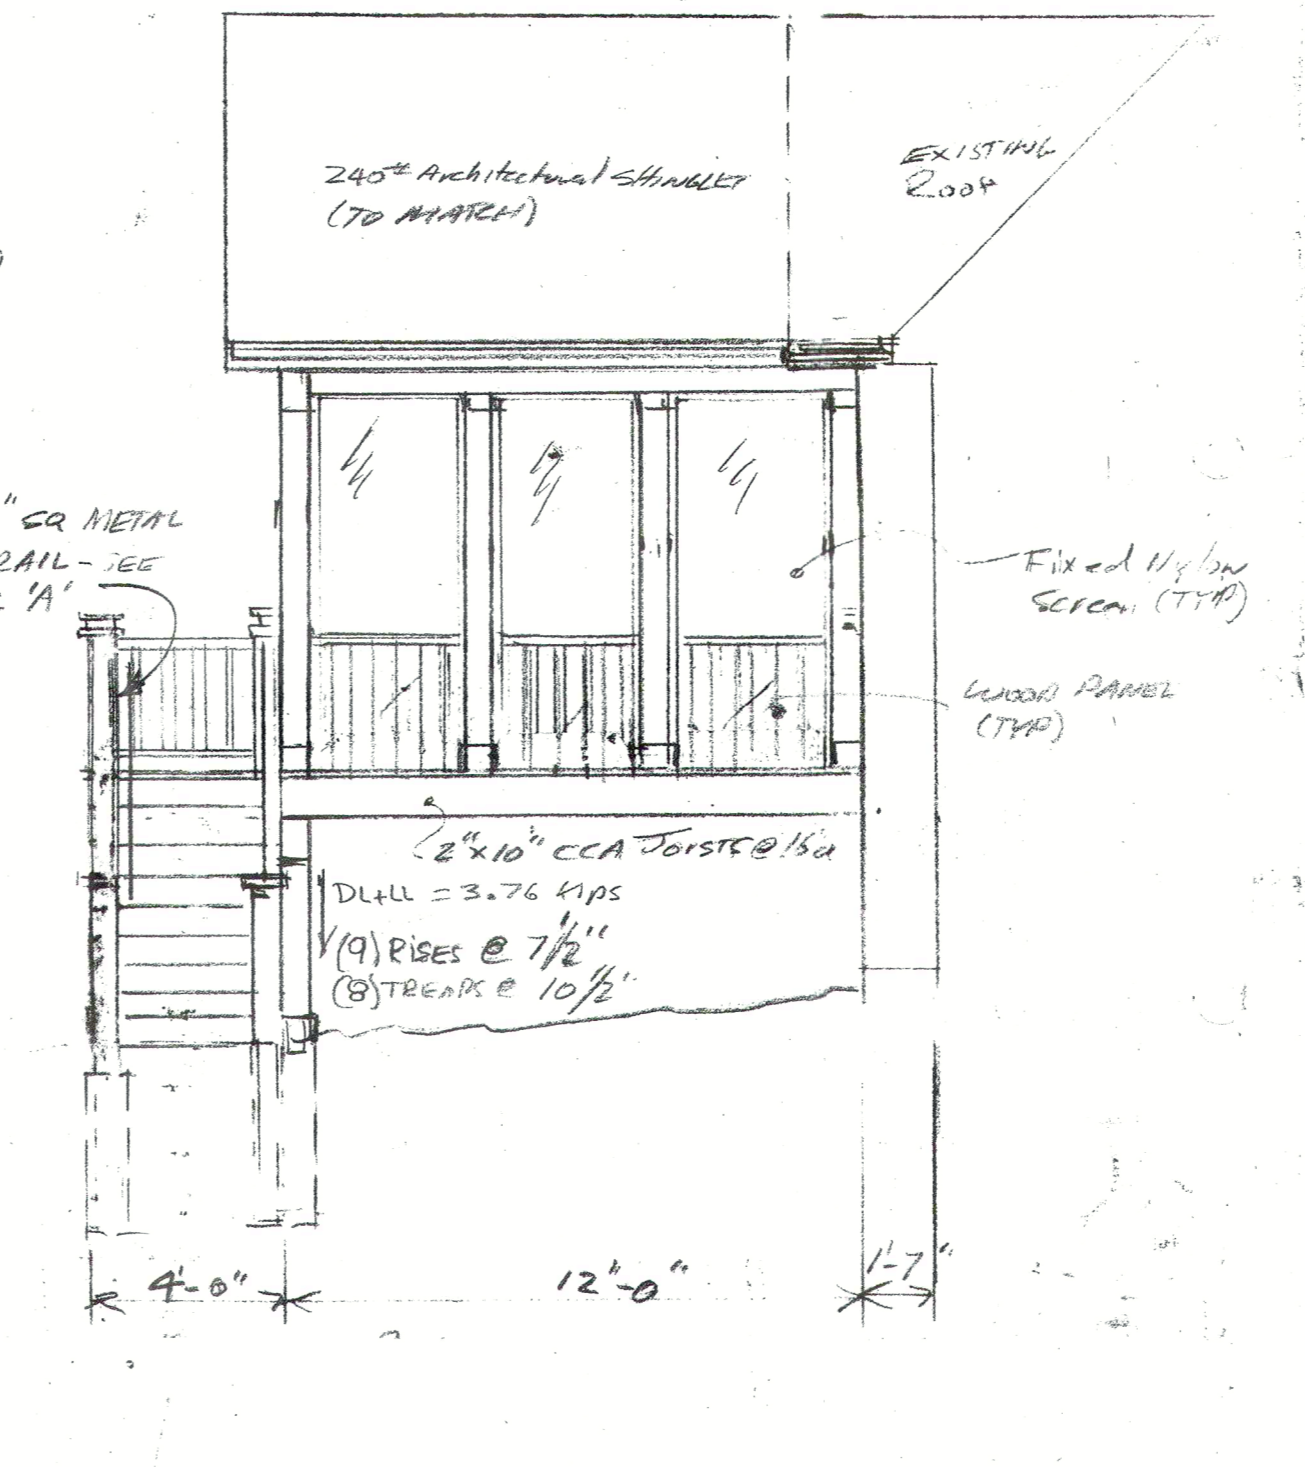 240# Architectural SHINGLES
(TO MATCH)
EXISTING
Roof
" SQ METAL
RAIL - SEE
'A'
Fixed Nylon
Screen (TYP)
WOOD PANEL
(TYP)
2"x10" CCA JOISTS @
DL+LL = 3.76 Kips
(9) RISES @ 7 1/2"
(8) TREADS @ 10 1/2"
4'-0"
12"-0"
1'-7"